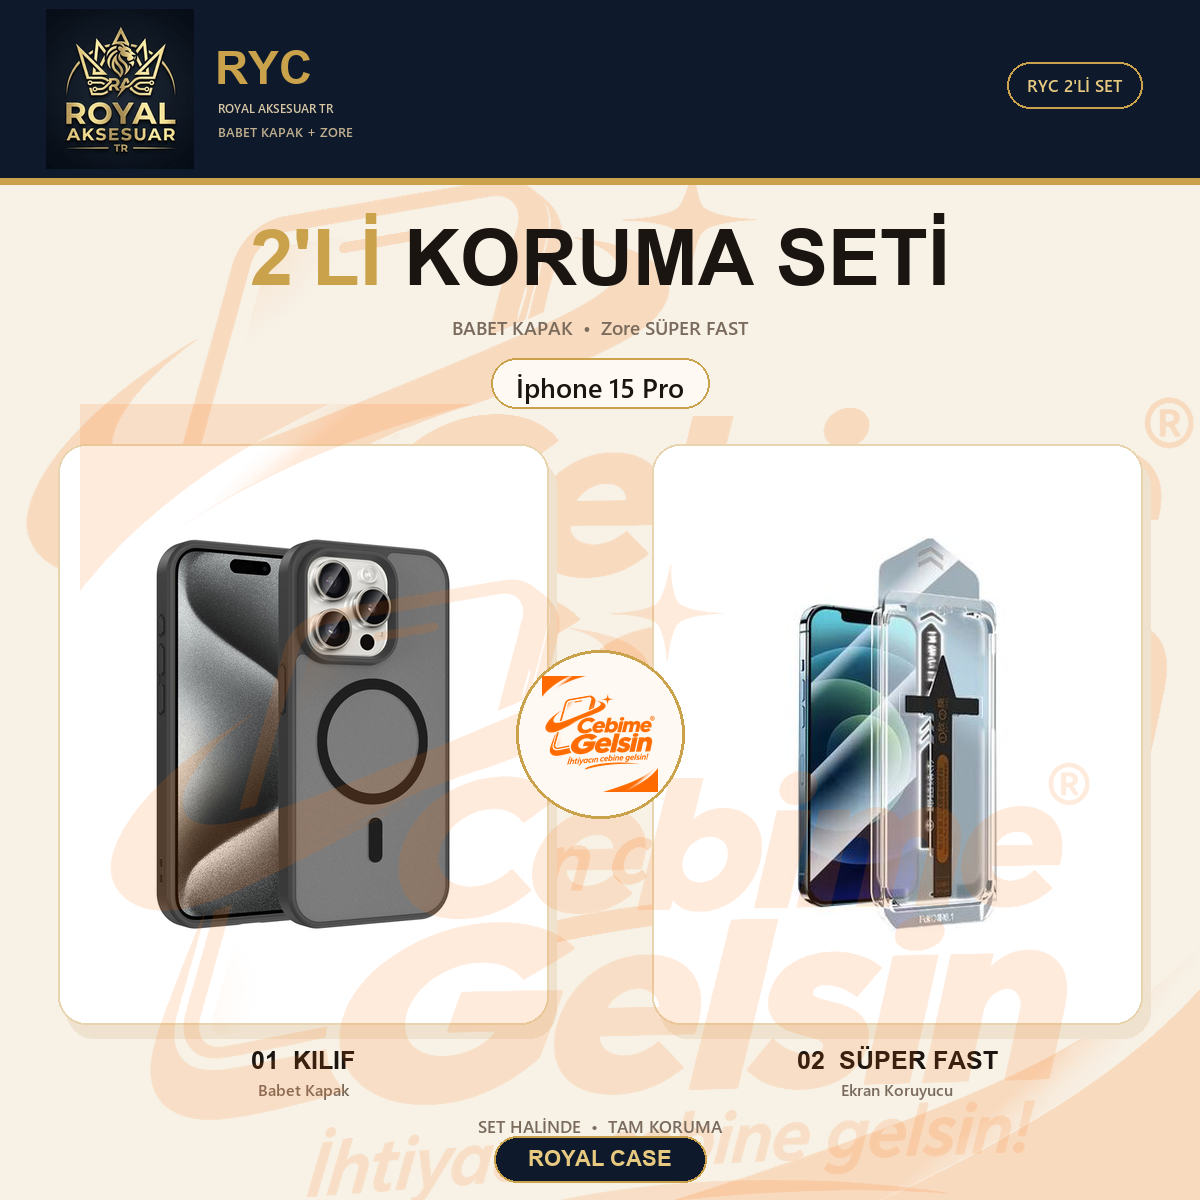 ROYAL
AKSESUAR
TR
RYC
ROYAL AKSESUAR TR
BABET KAPAK + ZORE
RYC 2'Lİ SET
2'Lİ KORUMA SETİ
BABET KAPAK • Zore SÜPER FAST
İphone 15 Pro
Cebime
Gelsin
İhtiyacın cebine gelsin!
Cebime
Gelsin
01 KILIF
Babet Kapak
02 SÜPER FAST
Ekran Koruyucu
SET HALİNDE • TAM KORUMA
ROYAL CASE